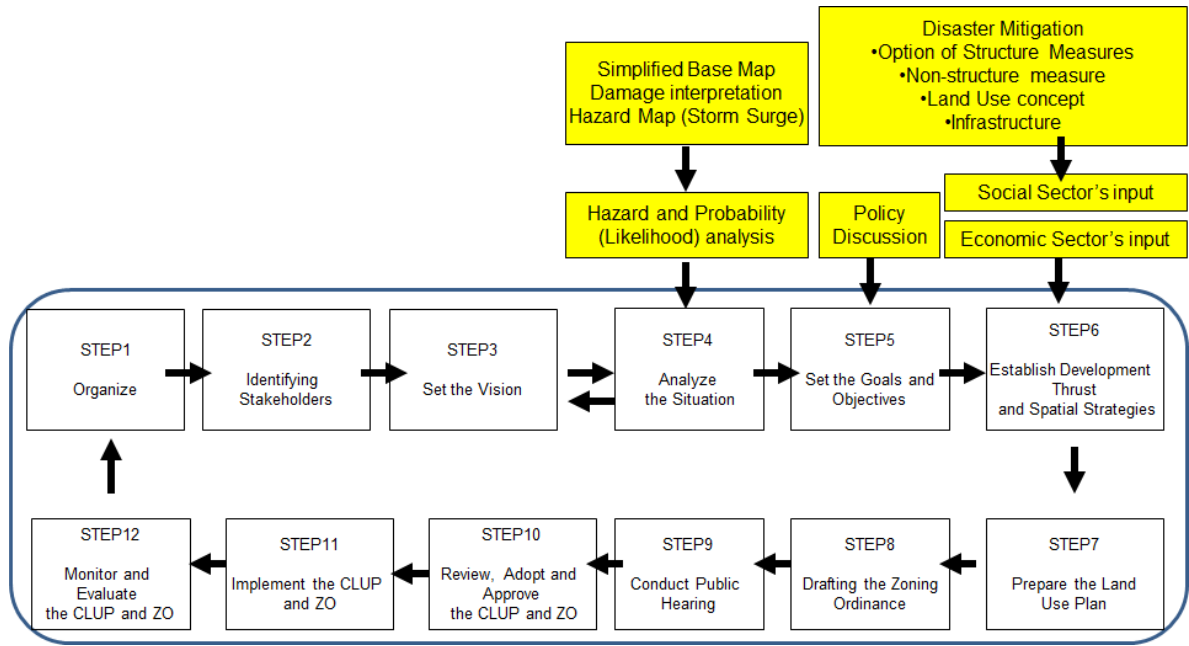 Simplified Base Map
Damage interpretation
Hazard Map (Storm Surge)
Disaster Mitigation
•Option of Structure Measures
•Non-structure measure
•Land Use concept
•Infrastructure
Hazard and Probability
(Likelihood) analysis
Policy
Discussion
Social Sector's input
Economic Sector's input
STEP1
Organize
STEP2
Identifying
Stakeholders
STEP3
Set the Vision
STEP4
Analyze
the Situation
STEP5
Set the Goals and
Objectives
STEP6
Establish Development
Thrust
and Spatial Strategies
STEP12
Monitor and
Evaluate
the CLUP and ZO
STEP11
Implement the CLUP
and ZO
STEP10
Review, Adopt and
Approve
the CLUP and ZO
STEP9
Conduct Public
Hearing
STEP8
Drafting the Zoning
Ordinance
STEP7
Prepare the Land
Use Plan